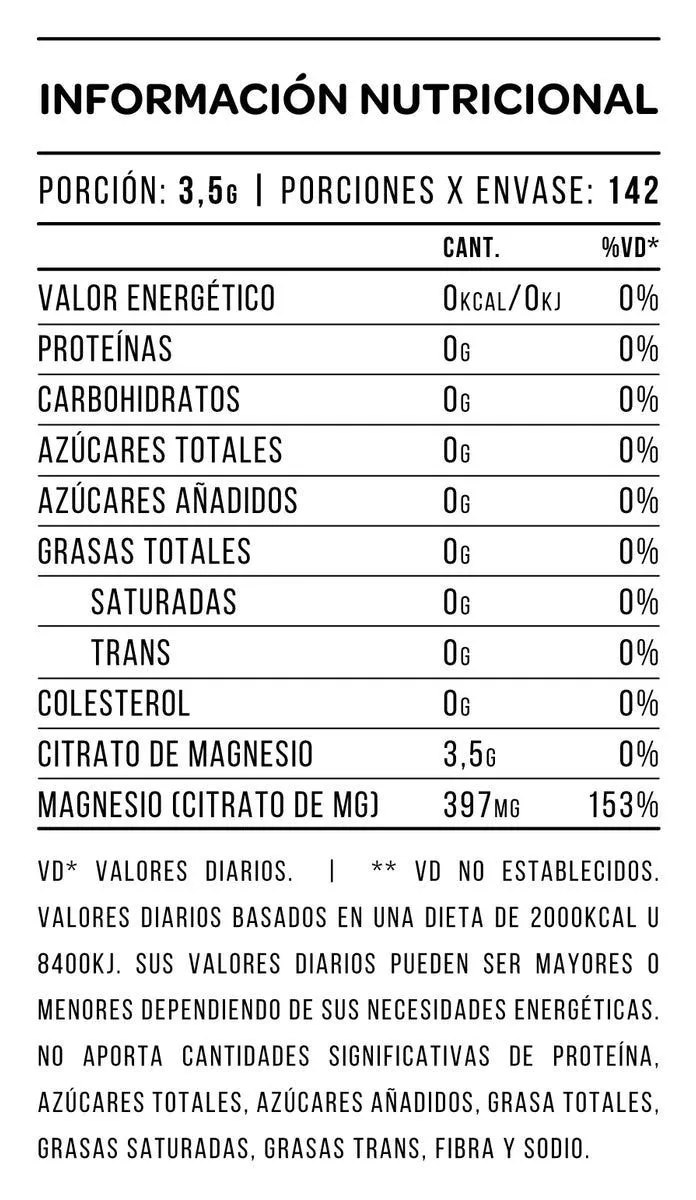 INFORMACIÓN NUTRICIONAL
PORCIÓN: 3,5G | PORCIONES X ENVASE: 142
CANT. %VD*
VALOR ENERGÉTICO 0KCAL/0KJ 0%
PROTEÍNAS 0G 0%
CARBOHIDRATOS 0G 0%
AZÚCARES TOTALES 0G 0%
AZÚCARES AÑADIDOS 0G 0%
GRASAS TOTALES 0G 0%
SATURADAS 0G 0%
TRANS 0G 0%
COLESTEROL 0G 0%
CITRATO DE MAGNESIO 3,5G 0%
MAGNESIO (CITRATO DE MG) 397MG 153%
VD* VALORES DIARIOS. | ** VD NO ESTABLECIDOS.
VALORES DIARIOS BASADOS EN UNA DIETA DE 2000KCAL U
8400KJ. SUS VALORES DIARIOS PUEDEN SER MAYORES O
MENORES DEPENDIENDO DE SUS NECESIDADES ENERGÉTICAS.
NO APORTA CANTIDADES SIGNIFICATIVAS DE PROTEÍNA,
AZÚCARES TOTALES, AZÚCARES AÑADIDOS, GRASA TOTALES,
GRASAS SATURADAS, GRASAS TRANS, FIBRA Y SODIO.